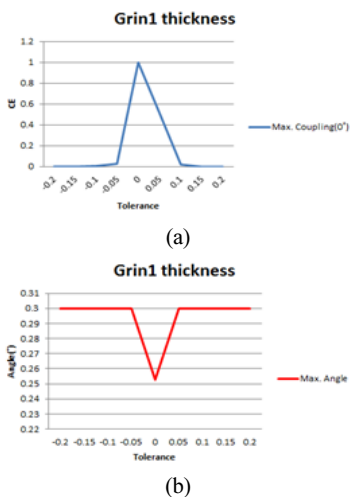 Grin1 thickness
1.2
1
0.8
0.6
0.4
0.2
0
CE
-0.2 -0.15 -0.1 -0.05 0 0.05 0.1 0.15 0.2
Tolerance
Max. Coupling(0°)
(a)
Grin1 thickness
0.31
0.3
0.29
0.28
0.27
0.26
0.25
0.24
0.23
0.22
Angle(°)
-0.2 -0.15 -0.1 -0.05 0 0.05 0.1 0.15 0.2
Tolerance
Max. Angle
(b)